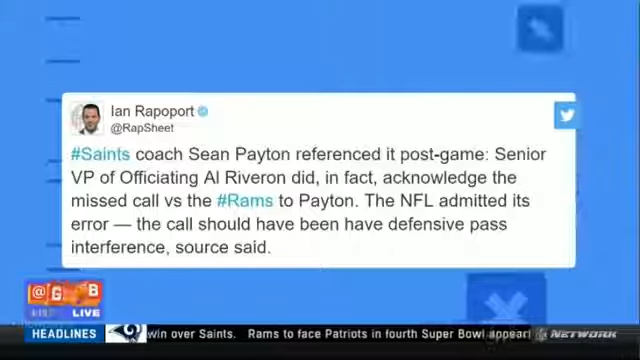 Ian Rapoport
@RapSheet
#Saints coach Sean Payton referenced it post-game: Senior
VP of Officiating Al Riveron did, in fact, acknowledge the
missed call vs the #Rams to Payton. The NFL admitted its
error — the call should have been have defensive pass
interference, source said.
LIVE
HEADLINES
win over Saints. Rams to face Patriots in fourth Super Bowl appear
NETWORK